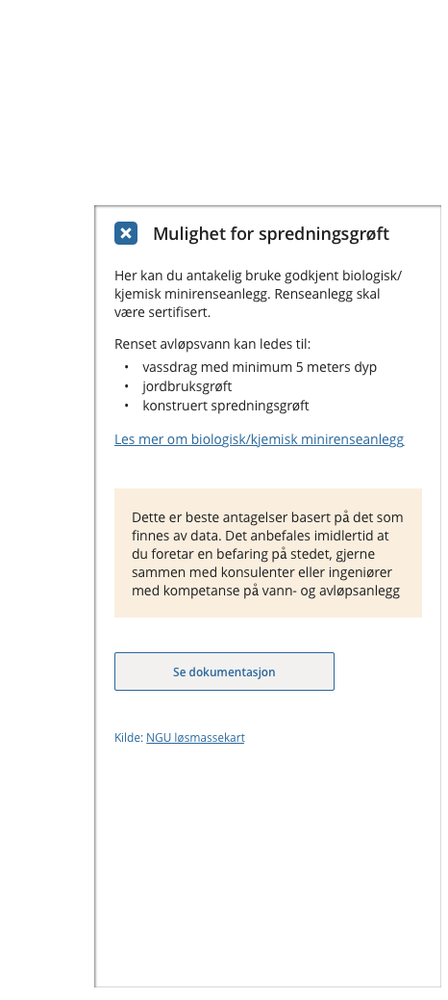 Mulighet for spredningsgrøft
Her kan du antakelig bruke godkjent biologisk/
kjemisk minirenseanlegg. Renseanlegg skal
være sertifisert.
Renset avløpsvann kan ledes til:
• vassdrag med minimum 5 meters dyp
• jordbruksgrøft
• konstruert spredningsgrøft
Les mer om biologisk/kjemisk minirenseanlegg
Dette er beste antagelser basert på det som
finnes av data. Det anbefales imidlertid at
du foretar en befaring på stedet, gjerne
sammen med konsulenter eller ingeniører
med kompetanse på vann- og avløpsanlegg
Se dokumentasjon
Kilde: NGU løsmassekart